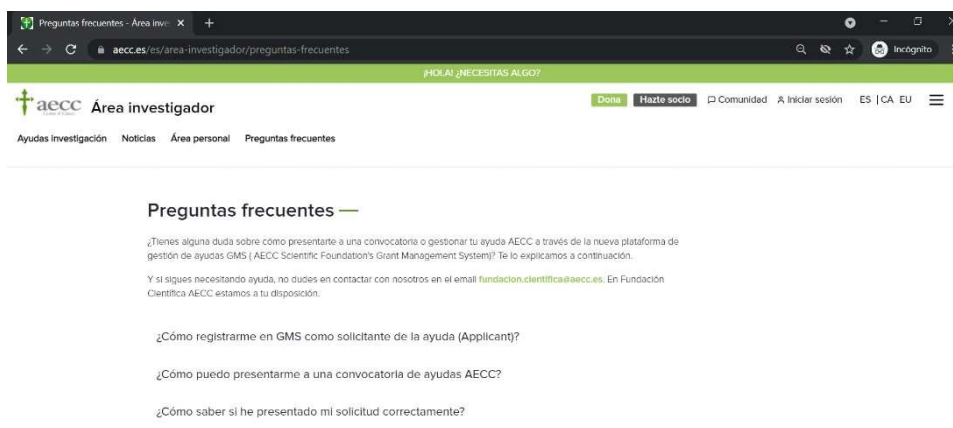 Preguntas frecuentes - Área inve
aecc.es/es/area-investigador/preguntas-frecuentes
Incógnito
¡HOLA! ¿NECESITAS ALGO?
aecc Área investigador
Dona Hazte socio Comunidad Iniciar sesión ES | CA EU
Ayudas investigación Noticias Área personal Preguntas frecuentes
Preguntas frecuentes
¿Tienes alguna duda sobre cómo presentarte a una convocatoria o gestionar tu ayuda AECC a través de la nueva plataforma de
gestión de ayudas GMS ( AECC Scientific Foundation's Grant Management System)? Te lo explicamos a continuación.
Y si sigues necesitando ayuda, no dudes en contactar con nosotros en el email fundacion.cientifica@aecc.es. En Fundación
Científica AECC estamos a tu disposición.
¿Cómo registrarme en GMS como solicitante de la ayuda (Applicant)?
¿Cómo puedo presentarme a una convocatoria de ayudas AECC?
¿Cómo saber si he presentado mi solicitud correctamente?